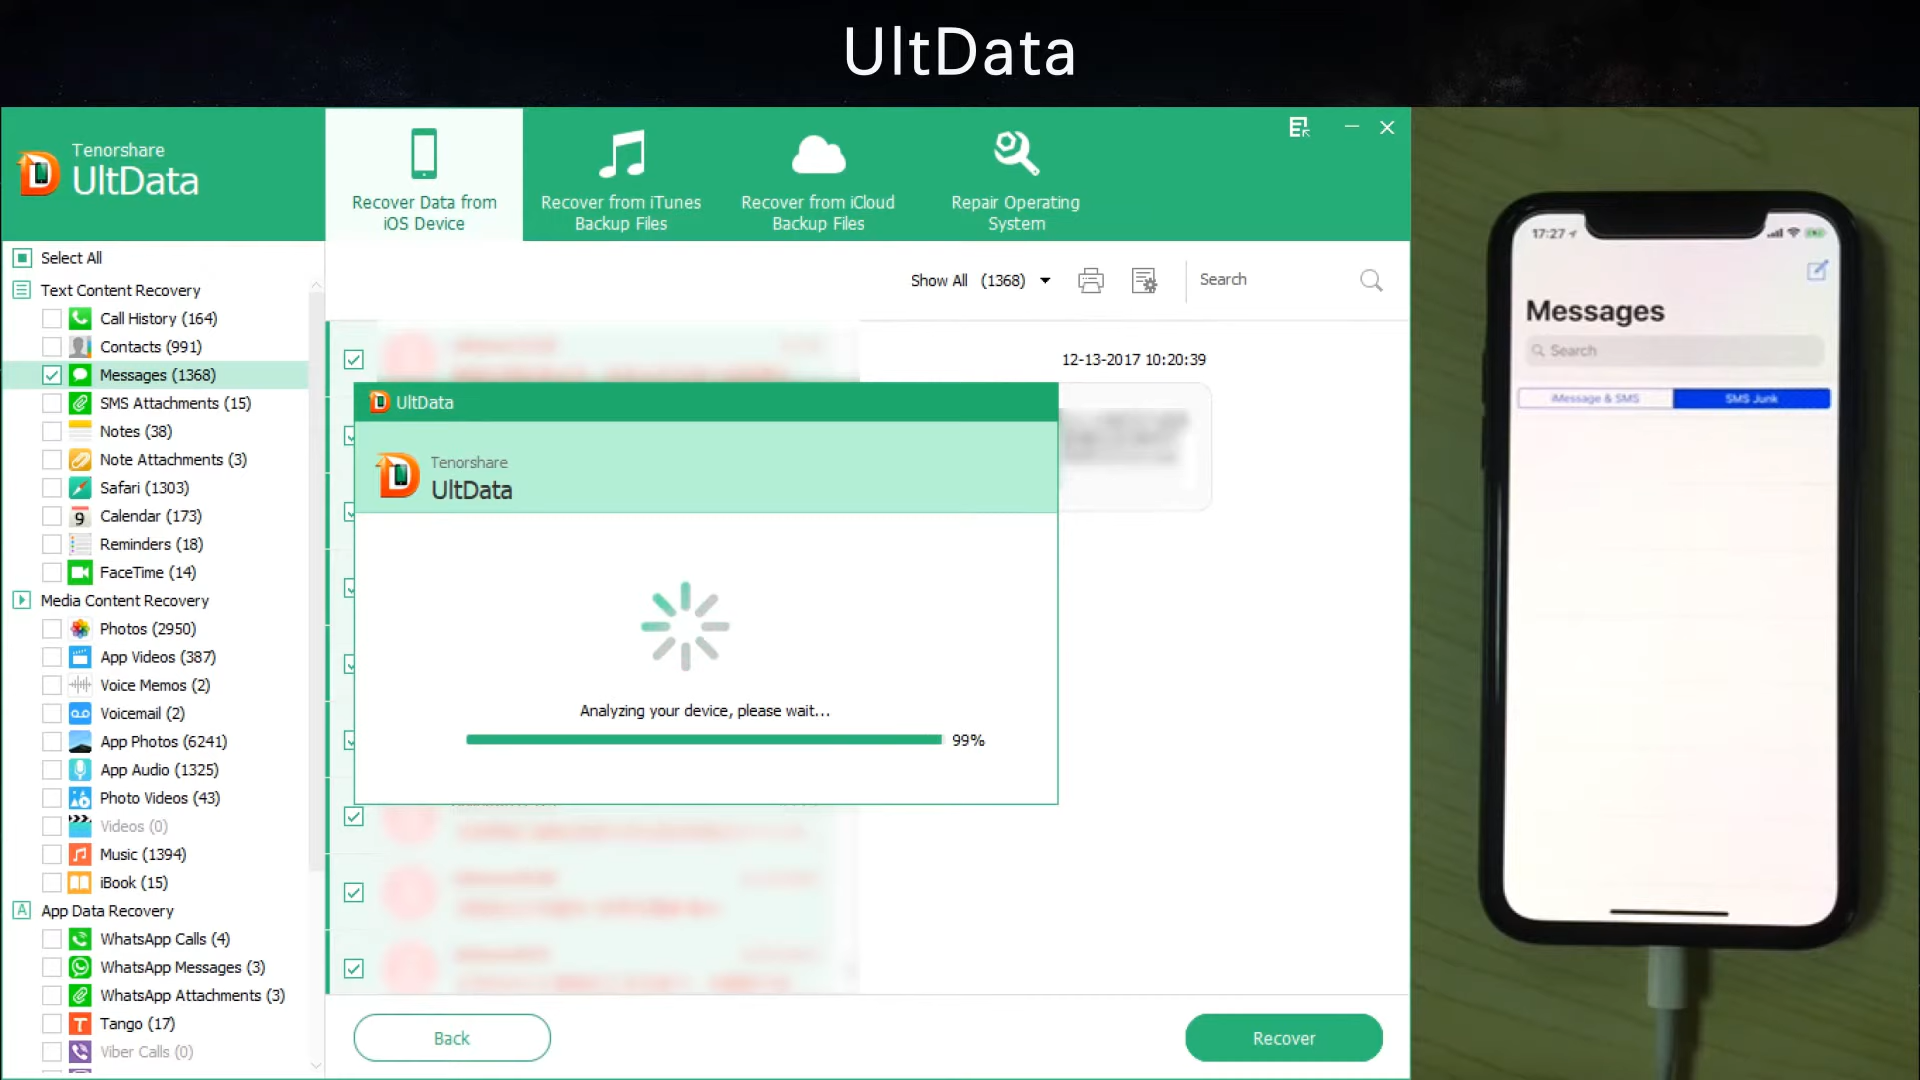 UltData
Tenorshare
UltData
Recover Data from
iOS Device
Recover from iTunes
Backup Files
Recover from iCloud
Backup Files
Repair Operating
System
Select All
Text Content Recovery
Call History (164)
Contacts (991)
Messages (1368)
SMS Attachments (15)
Notes (38)
Note Attachments (3)
Safari (1303)
9
Calendar (173)
Reminders (18)
FaceTime (14)
Media Content Recovery
Photos (2950)
App Videos (387)
Voice Memos (2)
Voicemail (2)
App Photos (6241)
App Audio (1325)
Photo Videos (43)
Videos (0)
Music (1394)
iBook (15)
A App Data Recovery
WhatsApp Calls (4)
WhatsApp Messages (3)
WhatsApp Attachments (3)
Tango (17)
Viber Calls (0)
Show All (1368)
Search
12-13-2017 10:20:39
UltData
Tenorshare
UltData
Analyzing your device, please wait...
99%
Back
Recover
17:27
Messages
Search
iMessage & SMS
SMS Junk